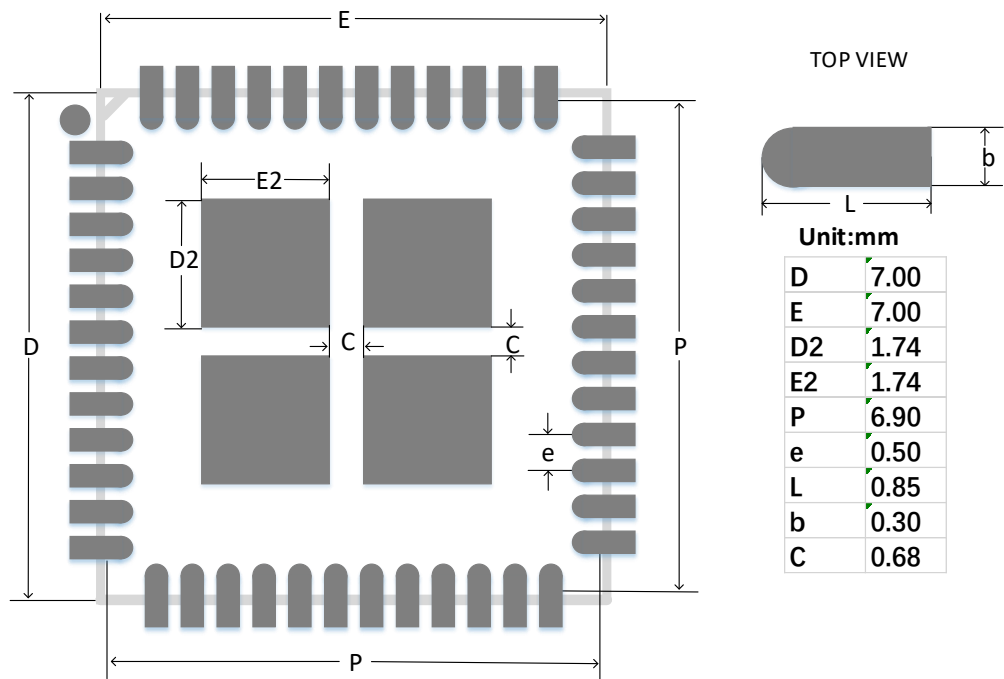 E
TOP VIEW
E2
b
L
D2
Unit:mm
D 7.00
E 7.00
D2 1.74
E2 1.74
P 6.90
e 0.50
L 0.85
b 0.30
C 0.68
D
C
C
P
e
P